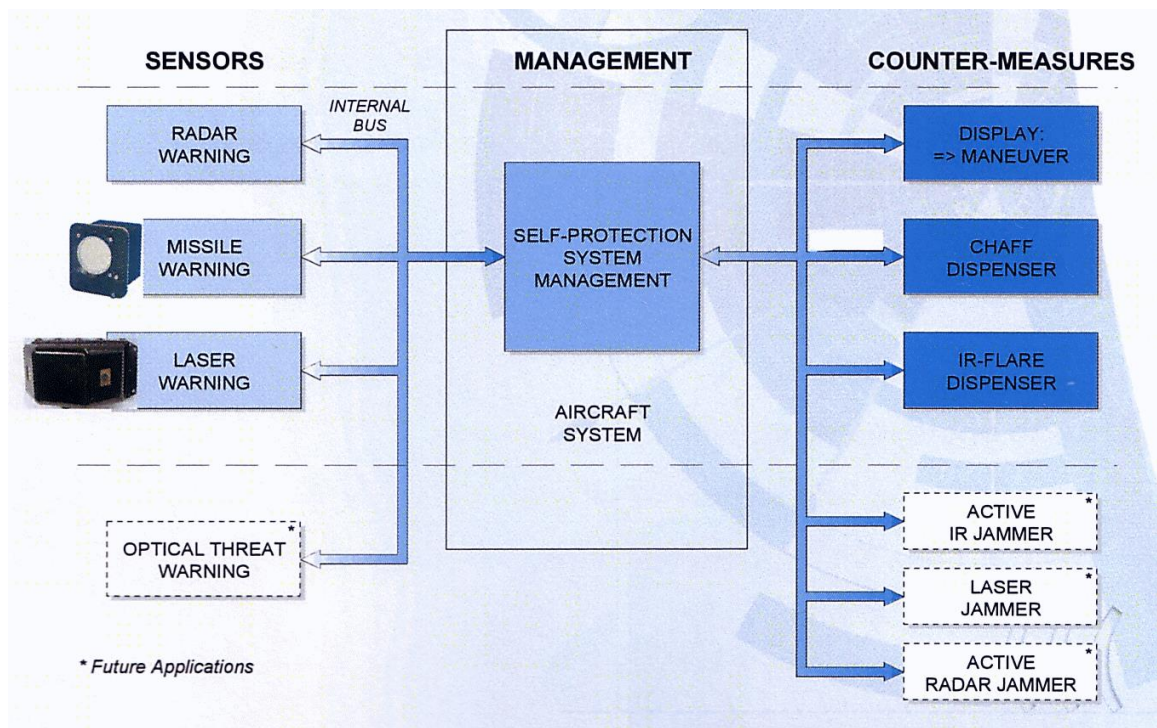 SENSORS
MANAGEMENT
COUNTER-MEASURES
INTERNAL
BUS
RADAR
WARNING
DISPLAY:
=> MANEUVER
MISSILE
WARNING
SELF-PROTECTION
SYSTEM
MANAGEMENT
CHAFF
DISPENSER
LASER
WARNING
IR-FLARE
DISPENSER
AIRCRAFT
SYSTEM
OPTICAL THREAT *
WARNING
ACTIVE *
IR JAMMER
LASER *
JAMMER
ACTIVE *
RADAR JAMMER
* Future Applications